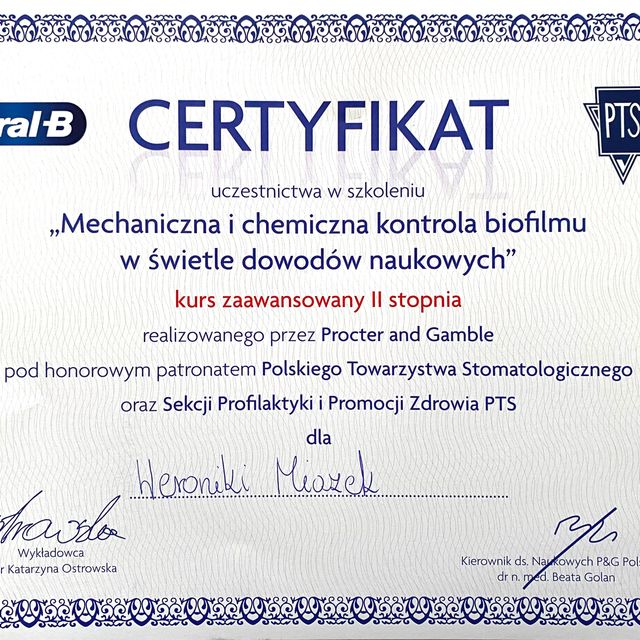 ral-B
CERTYFIKAT
PTS
uczestnictwa w szkoleniu
„Mechaniczna i chemiczna kontrola biofilmu
w świetle dowodów naukowych”
kurs zaawansowany II stopnia
realizowanego przez Procter and Gamble
pod honorowym patronatem Polskiego Towarzystwa Stomatologicznego
oraz Sekcji Profilaktyki i Promocji Zdrowia PTS
dla
Weroniki Miazek
Wykładowca
r Katarzyna Ostrowska
Kierownik ds. Naukowych P&G Pols
dr n. med. Beata Golan